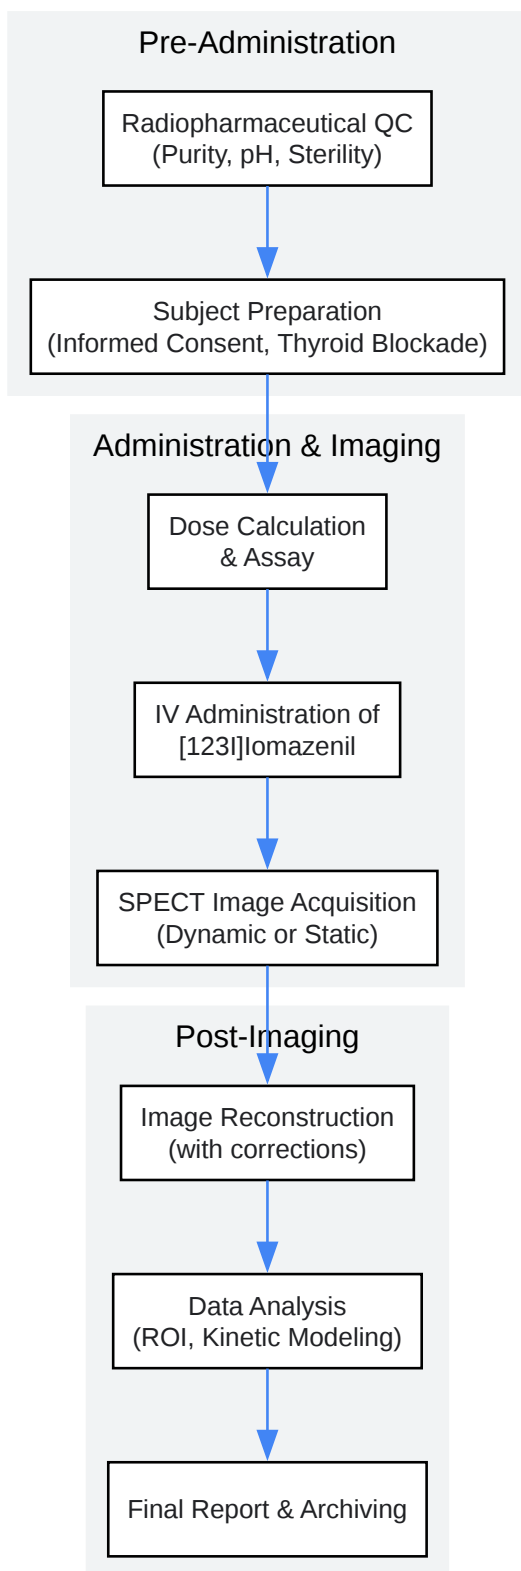 Pre-Administration
Radiopharmaceutical QC
(Purity, pH, Sterility)
Subject Preparation
(Informed Consent, Thyroid Blockade)
Administration & Imaging
Dose Calculation
& Assay
IV Administration of
[123I]Iomazenil
SPECT Image Acquisition
(Dynamic or Static)
Post-Imaging
Image Reconstruction
(with corrections)
Data Analysis
(ROI, Kinetic Modeling)
Final Report & Archiving